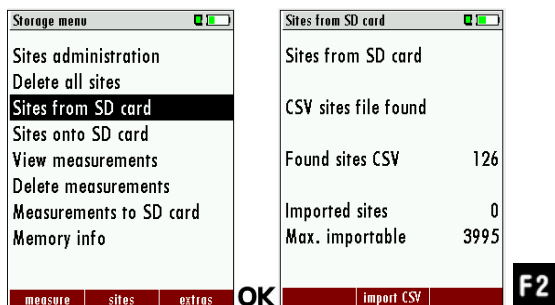 Storage menu
Sites administration
Delete all sites
Sites from SD card
Sites onto SD card
View measurements
Delete measurements
Measurements to SD card
Memory info
measure sites extras
OK
Sites from SD card
Sites from SD card
CSV sites file found
Found sites CSV 126
Imported sites 0
Max. importable 3995
import CSV
F2